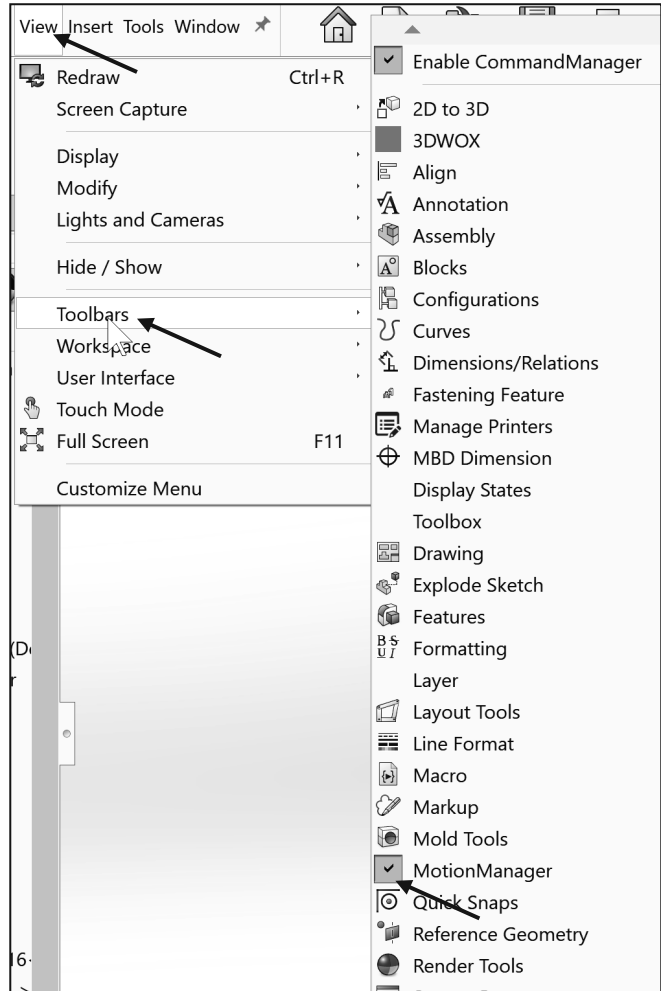 View Insert Tools Window
Redraw Ctrl+R
Screen Capture
Display
Modify
Lights and Cameras
Hide / Show
Toolbars
Workspace
User Interface
Touch Mode
Full Screen F11
Customize Menu
Enable CommandManager
2D to 3D
3DWOX
Align
Annotation
Assembly
Blocks
Configurations
Curves
Dimensions/Relations
Fastening Feature
Manage Printers
MBD Dimension
Display States
Toolbox
Drawing
Explode Sketch
Features
Formatting
Layer
Layout Tools
Line Format
Macro
Markup
Mold Tools
MotionManager
Quick Snaps
Reference Geometry
Render Tools